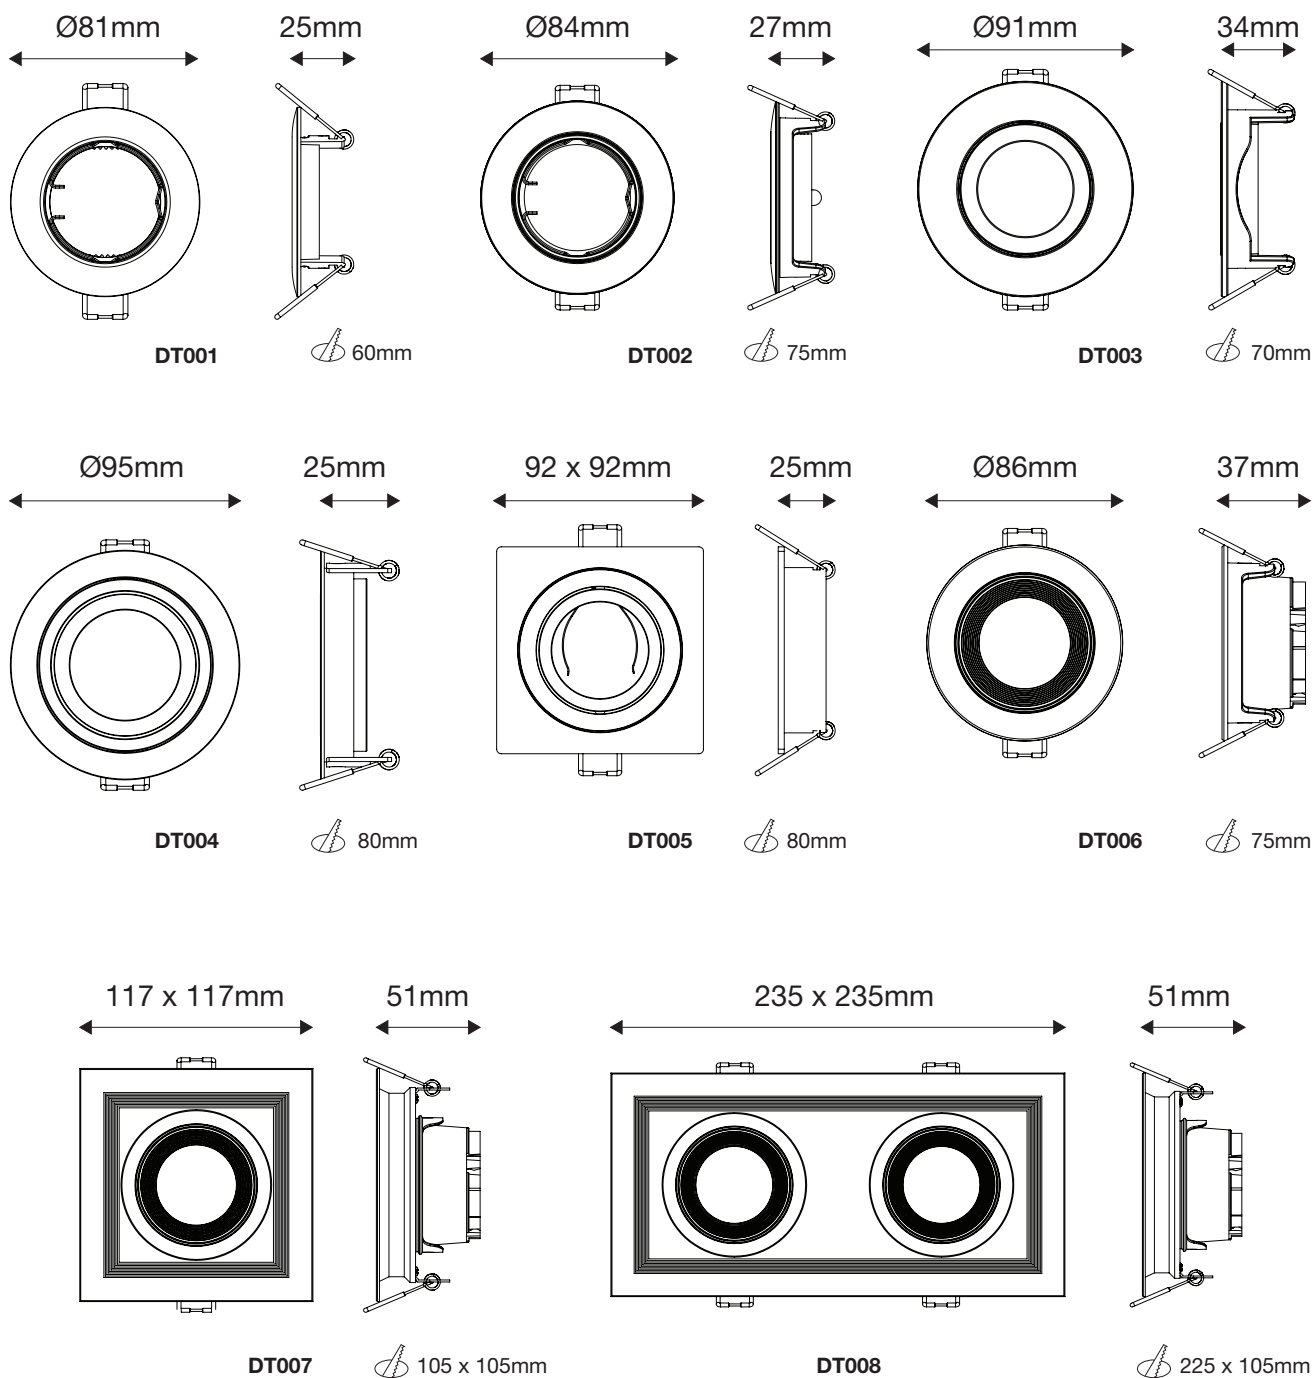 Ø81mm 25mm Ø84mm 27mm Ø91mm 34mm
DT001 60mm DT002 75mm DT003 70mm
Ø95mm 25mm 92 x 92mm 25mm Ø86mm 37mm
DT004 80mm DT005 80mm DT006 75mm
117 x 117mm 51mm 235 x 235mm 51mm
DT007 105 x 105mm DT008 225 x 105mm